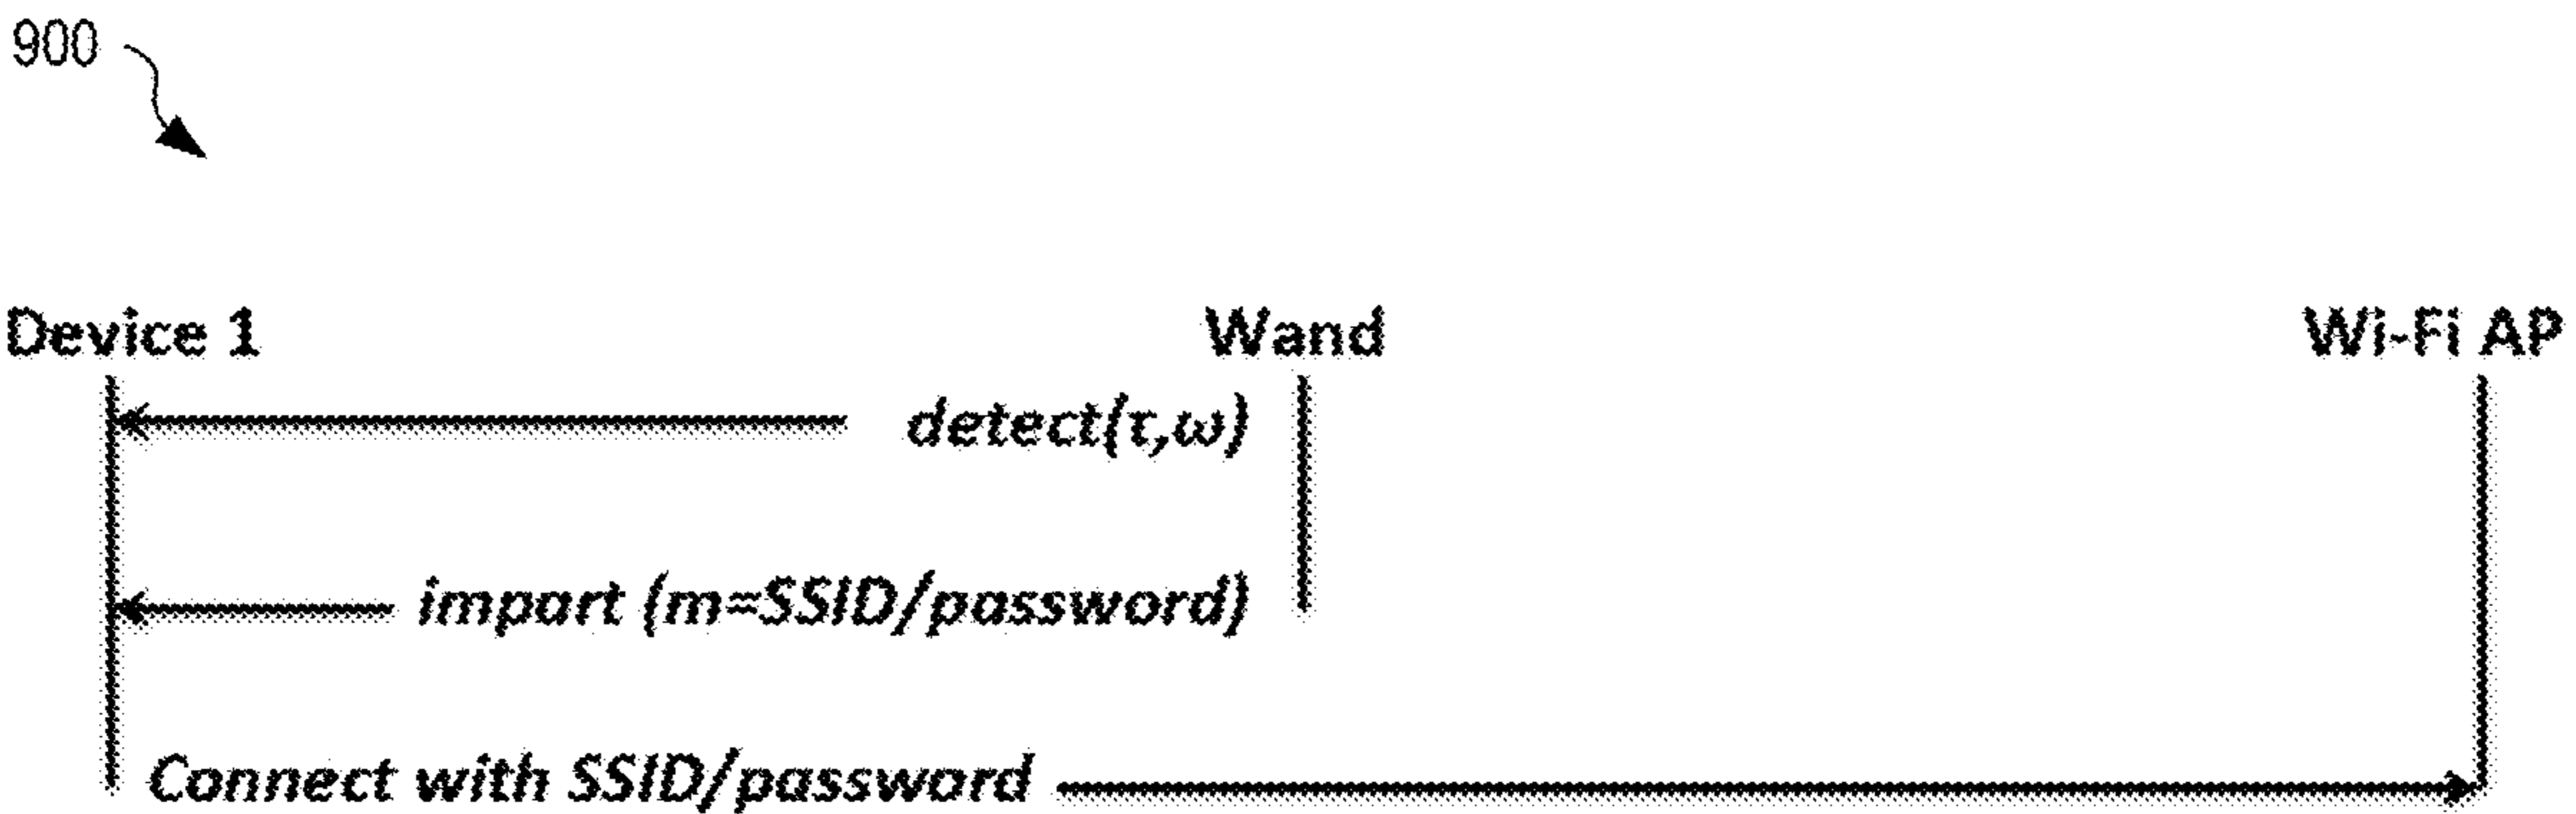 900
Device 1 Wand Wi-Fi AP
detect(τ,ω)
impart (m=SSID/password)
Connect with SSID/password